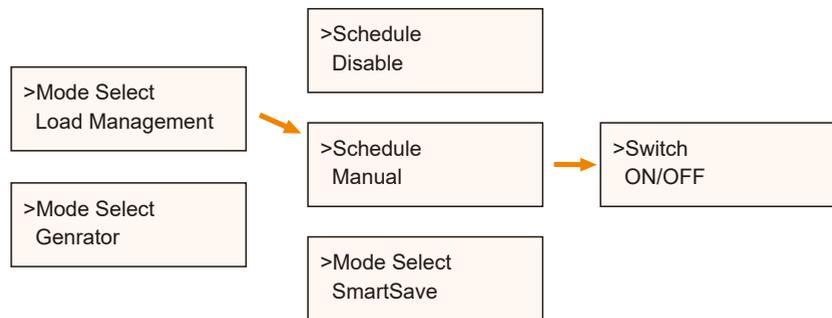 >Mode Select
Load Management
>Mode Select
Genrator
>Schedule
Disable
>Schedule
Manual
>Mode Select
SmartSave
>Switch
ON/OFF